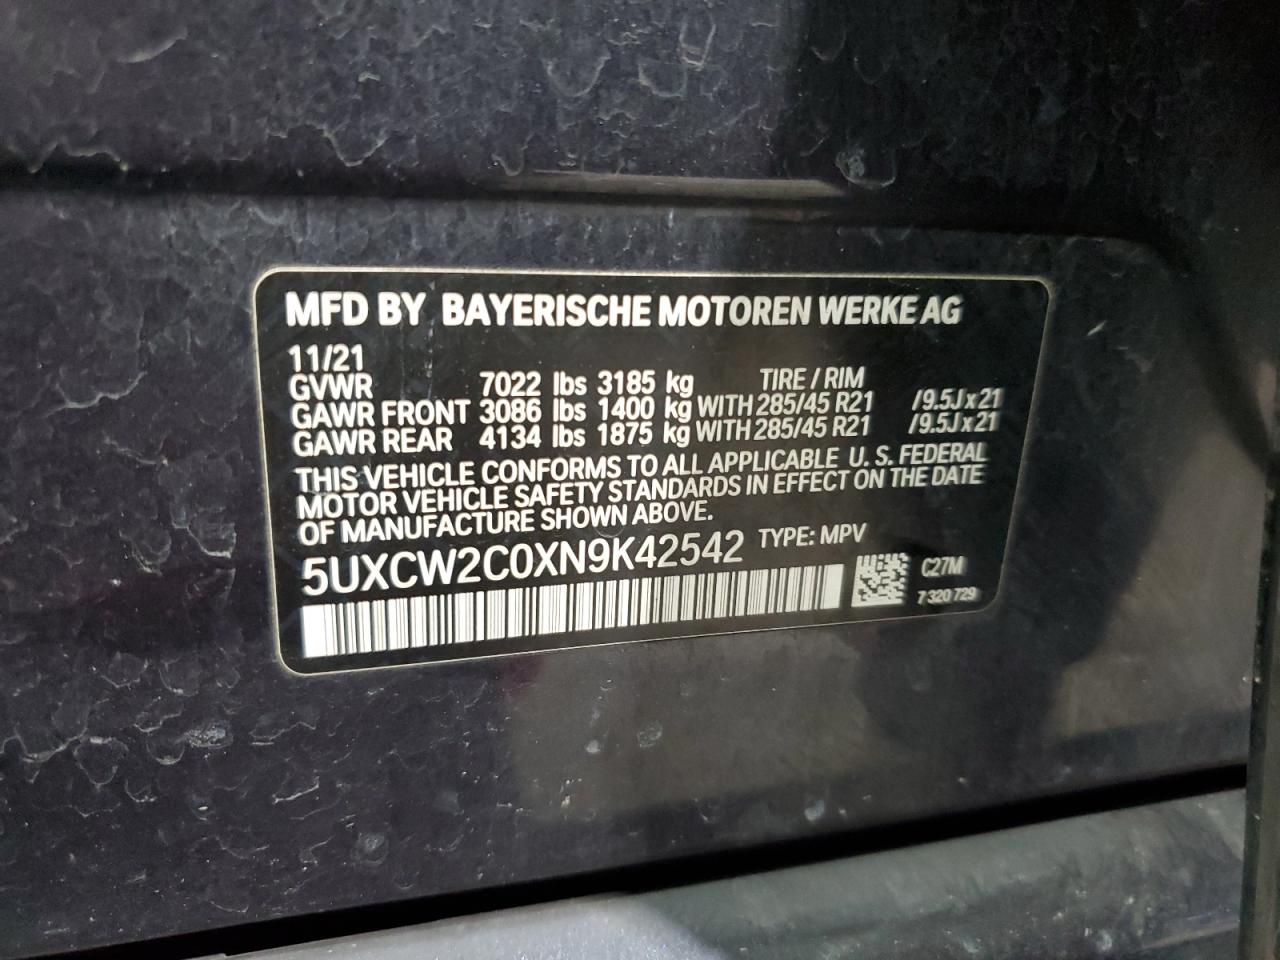 MFD BY BAYERISCHE MOTOREN WERKE AG
11/21
GVWR 7022 lbs 3185 kg TIRE / RIM
GAWR FRONT 3086 lbs 1400 kg WITH 285/45 R21 /9.5J x 21
GAWR REAR 4134 lbs 1875 kg WITH 285/45 R21 /9.5J x 21
THIS VEHICLE CONFORMS TO ALL APPLICABLE U. S. FEDERAL
MOTOR VEHICLE SAFETY STANDARDS IN EFFECT ON THE DATE
OF MANUFACTURE SHOWN ABOVE.
5UXCW2C0XN9K42542 TYPE: MPV
C27M
7 320 729